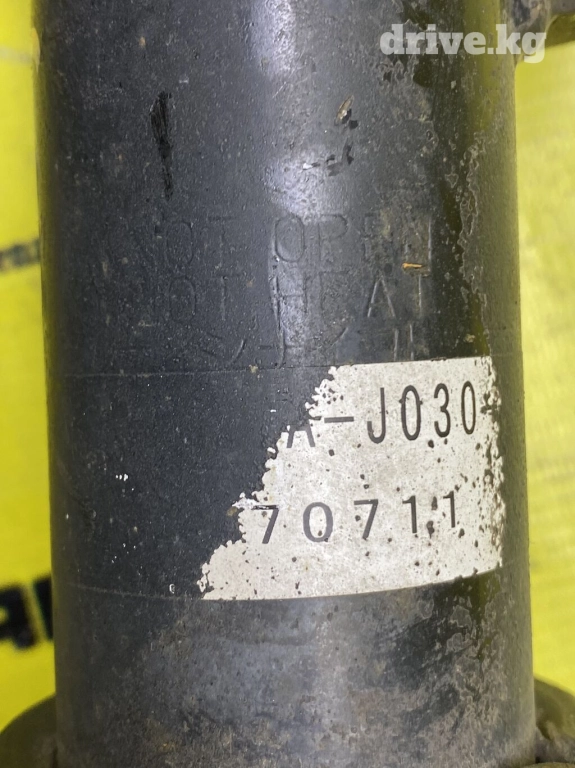 drive.kg
NOT OPEN
NOT HEAT
A-J030
70711